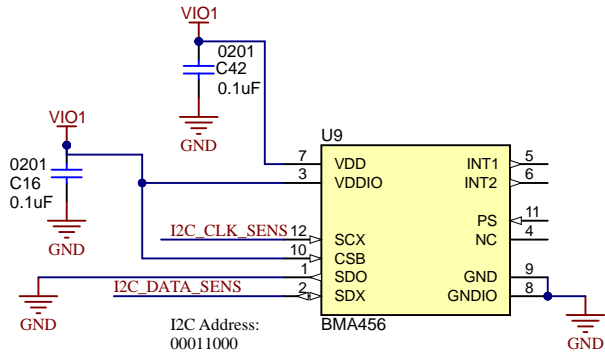 VIO1
0201
C42
0.1uF
GND
VIO1
0201
C16
0.1uF
GND
U9
7 VDD INT1 5
3 VDDIO INT2 6
PS 11
I2C_CLK_SENS 12 SCX NC 4
10 CSB
1 SDO GND 9
I2C_DATA_SENS 2 SDX GNDIO 8
GND
I2C Address:
00011000
BMA456
GND